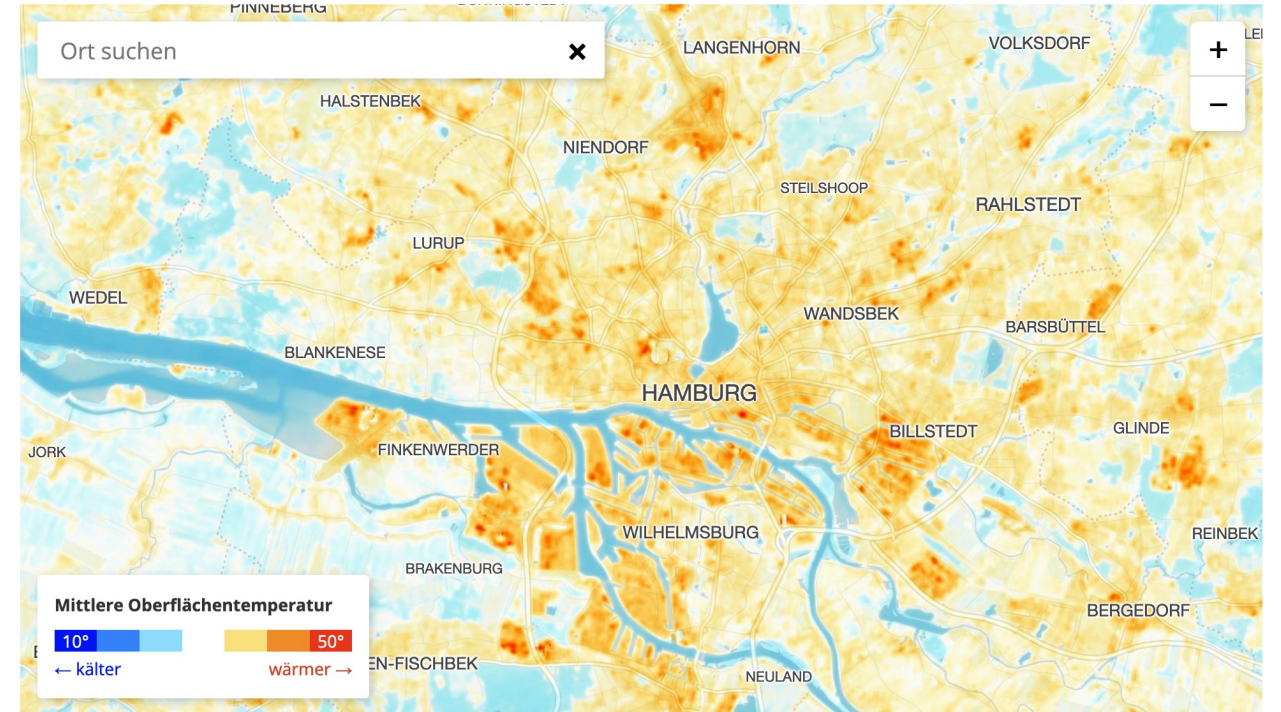 PINNEBERG
Ort suchen
LANGENHORN
VOLKSDORF
+
−
HALSTENBEK
NIENDORF
STEILSHOOP
RAHLSTEDT
LURUP
WEDEL
WANDSBEK
BARSBÜTTEL
BLANKENESE
HAMBURG
BILLSTEDT
GLINDE
JORK
FINKENWERDER
WILHELMSBURG
REINBEK
BRAKENBURG
BERGEDORF
EN-FISCHBEK
NEULAND
Mittlere Oberflächentemperatur
10° 50°
← kälter wärmer →